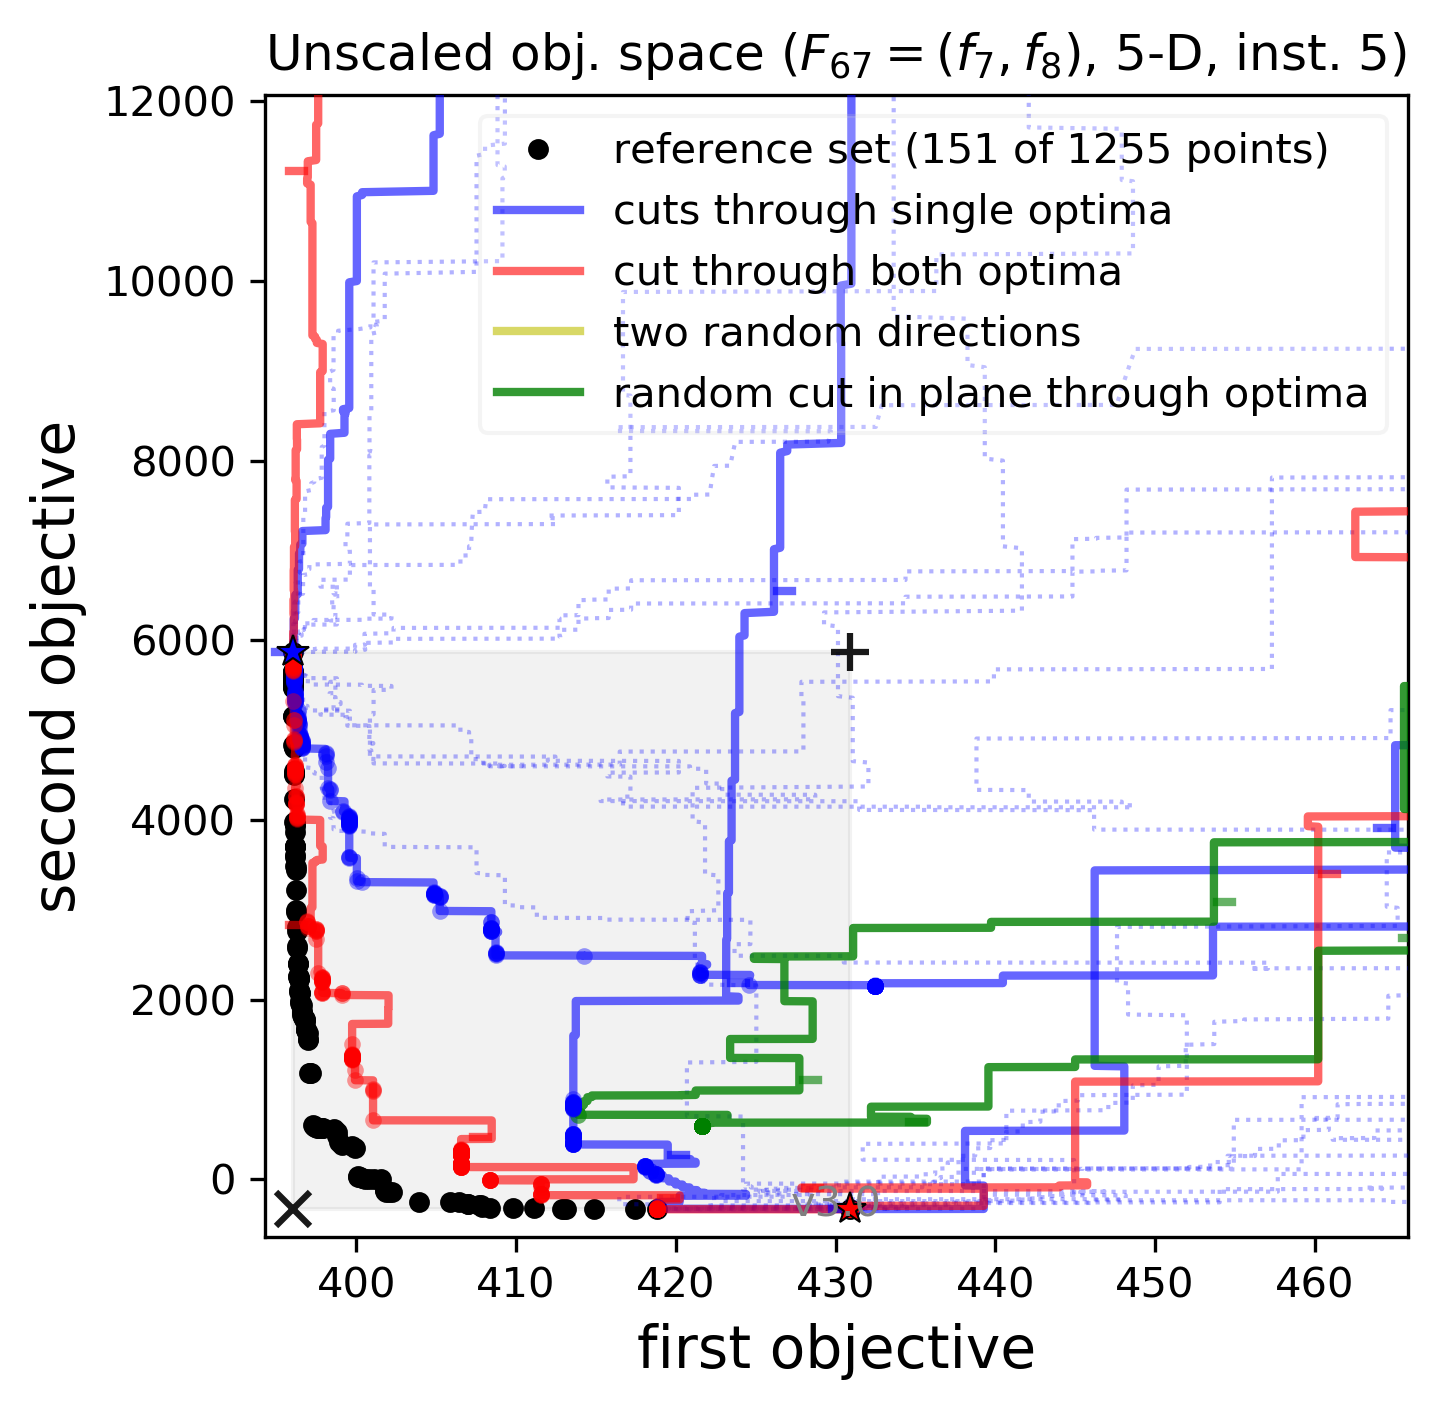 Unscaled obj. space (F₆₇ = (f₇, f₈), 5-D, inst. 5)
12000
10000
8000
6000
4000
2000
0
second objective
reference set (151 of 1255 points)
cuts through single optima
cut through both optima
two random directions
random cut in plane through optima
v3.0
400 410 420 430 440 450 460
first objective